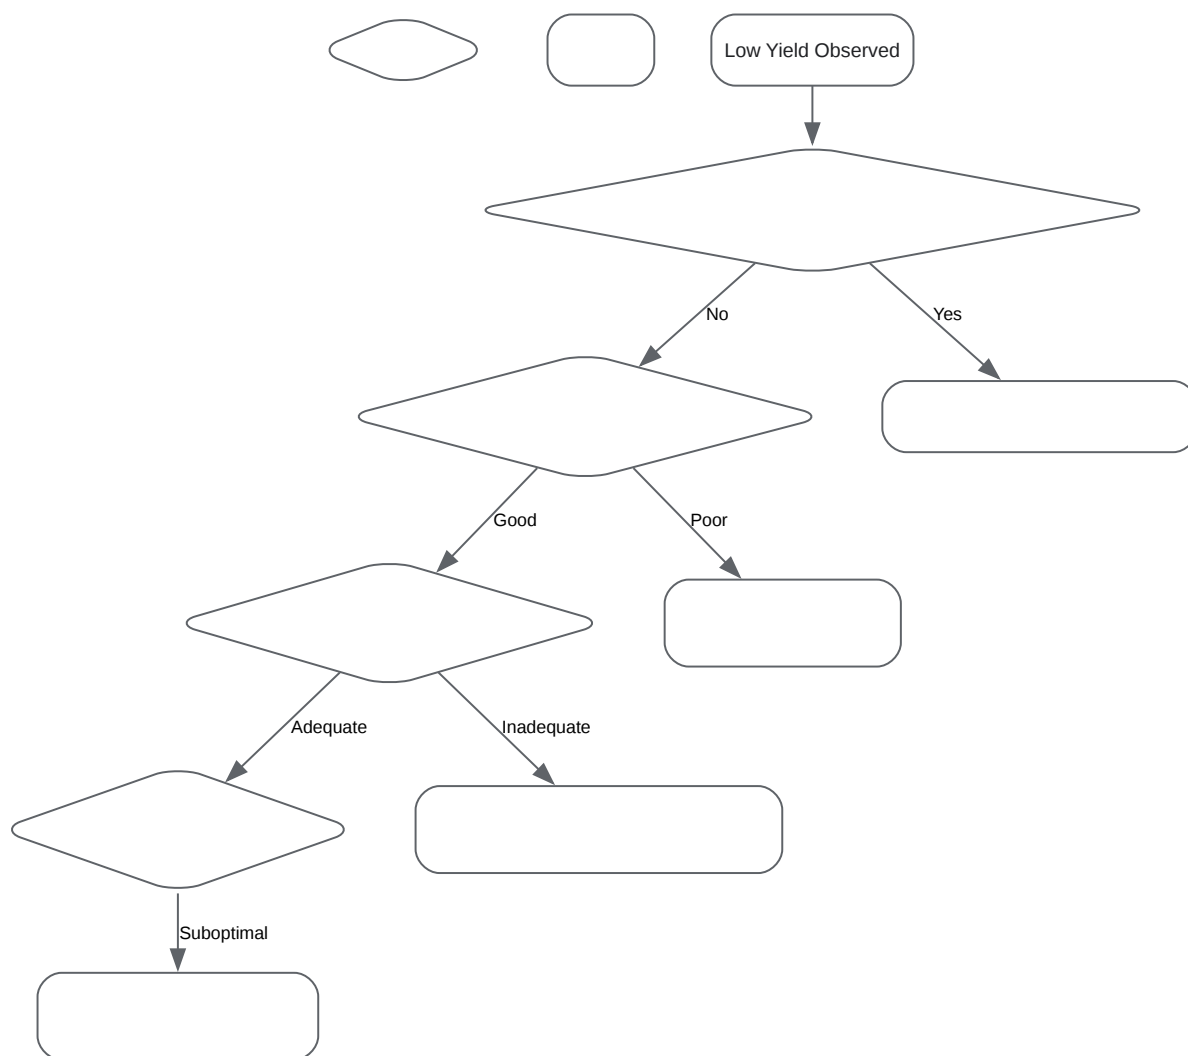 Low Yield Observed
No
Yes
Good
Poor
Adequate
Inadequate
Suboptimal